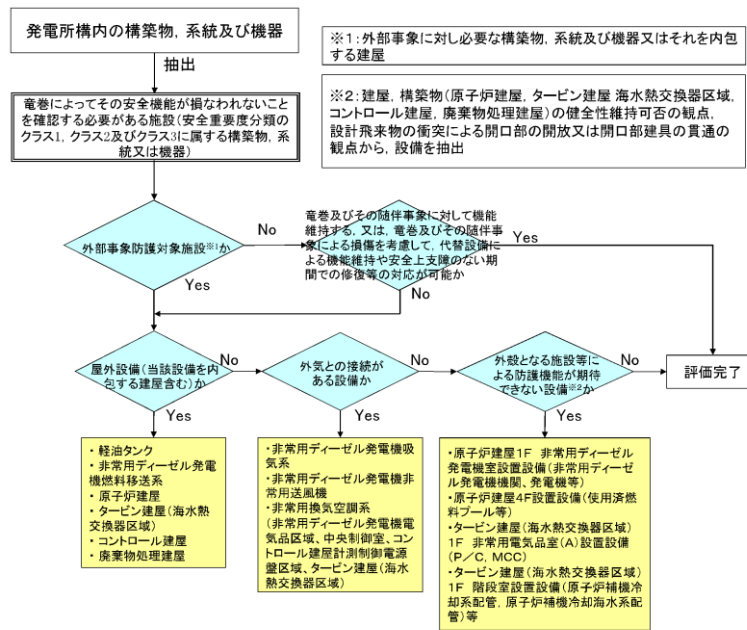 発電所構内の構築物，系統及び機器
抽出
竜巻によってその安全機能が損なわれないこと
を確認する必要がある施設（安全重要度分類の
クラス1，クラス2及びクラス3に属する構築物，系
統又は機器）
※1：外部事象に対し必要な構築物，系統及び機器又はそれを内包
する建屋
※2：建屋，構築物（原子炉建屋，タービン建屋 海水熱交換器区域，
コントロール建屋，廃棄物処理建屋）の健全性維持可否の観点，
設計飛来物の衝突による開口部の開放又は開口部建具の貫通の
観点から，設備を抽出
外部事象防護対象施設※1か
No
Yes
竜巻及びその随伴事象に対して機能
維持する，又は，竜巻及びその随伴事
象による損傷を考慮して，代替設備に
よる機能維持や安全上支障のない期
間での修復等の対応が可能か
Yes
No
屋外設備（当該設備を内
包する建屋含む）か
No
Yes
外気との接続が
ある設備か
No
Yes
外殻となる施設等に
よる防護機能が期待
できない設備※2か
No
Yes
評価完了
・ 軽油タンク
・ 非常用ディーゼル発電
機燃料移送系
・ 原子炉建屋
・ タービン建屋（海水熱
交換器区域）
・ コントロール建屋
・ 廃棄物処理建屋
・非常用ディーゼル発電機吸
気系
・非常用ディーゼル発電機非
常用送風機
・非常用換気空調系
（非常用ディーゼル発電機電
気品区域、中央制御室、コント
ロール建屋計測制御電源
盤区域、タービン建屋（海水
熱交換器区域）
・原子炉建屋1F 非常用ディーゼル
発電機室設置設備（非常用ディーゼ
ル発電機機関、発電機等）
・原子炉建屋4F設置設備（使用済燃
料プール等）
・タービン建屋（海水熱交換器区域）
1F 非常用電気品室（A）設置設備
（P／C，MCC）
・タービン建屋（海水熱交換器区域）
1F 階段室設置設備（原子炉補機冷
却系配管，原子炉補機冷却海水系配
管）等